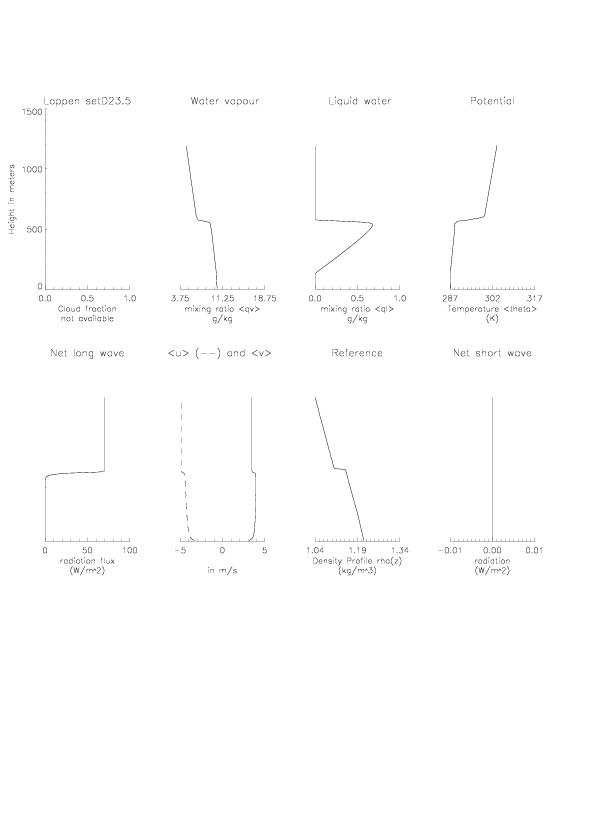 Lappen setD23.5
Water vapour
Liquid water
Potential
1500
1000
500
0
Height in meters
0.0 0.5 1.0
Cloud fraction
not available
3.75 11.25 18.75
mixing ratio <qv>
g/kg
0.0 0.5 1.0
mixing ratio <ql>
g/kg
287 302 317
Temperature <theta>
(K)
Net long wave
<u> (--) and <v>
Reference
Net short wave
0 50 100
radiation flux
(W/m^2)
-5 0 5
in m/s
1.04 1.19 1.34
Density Profile rho(z)
(kg/m^3)
-0.01 0.00 0.01
radiation
(W/m^2)